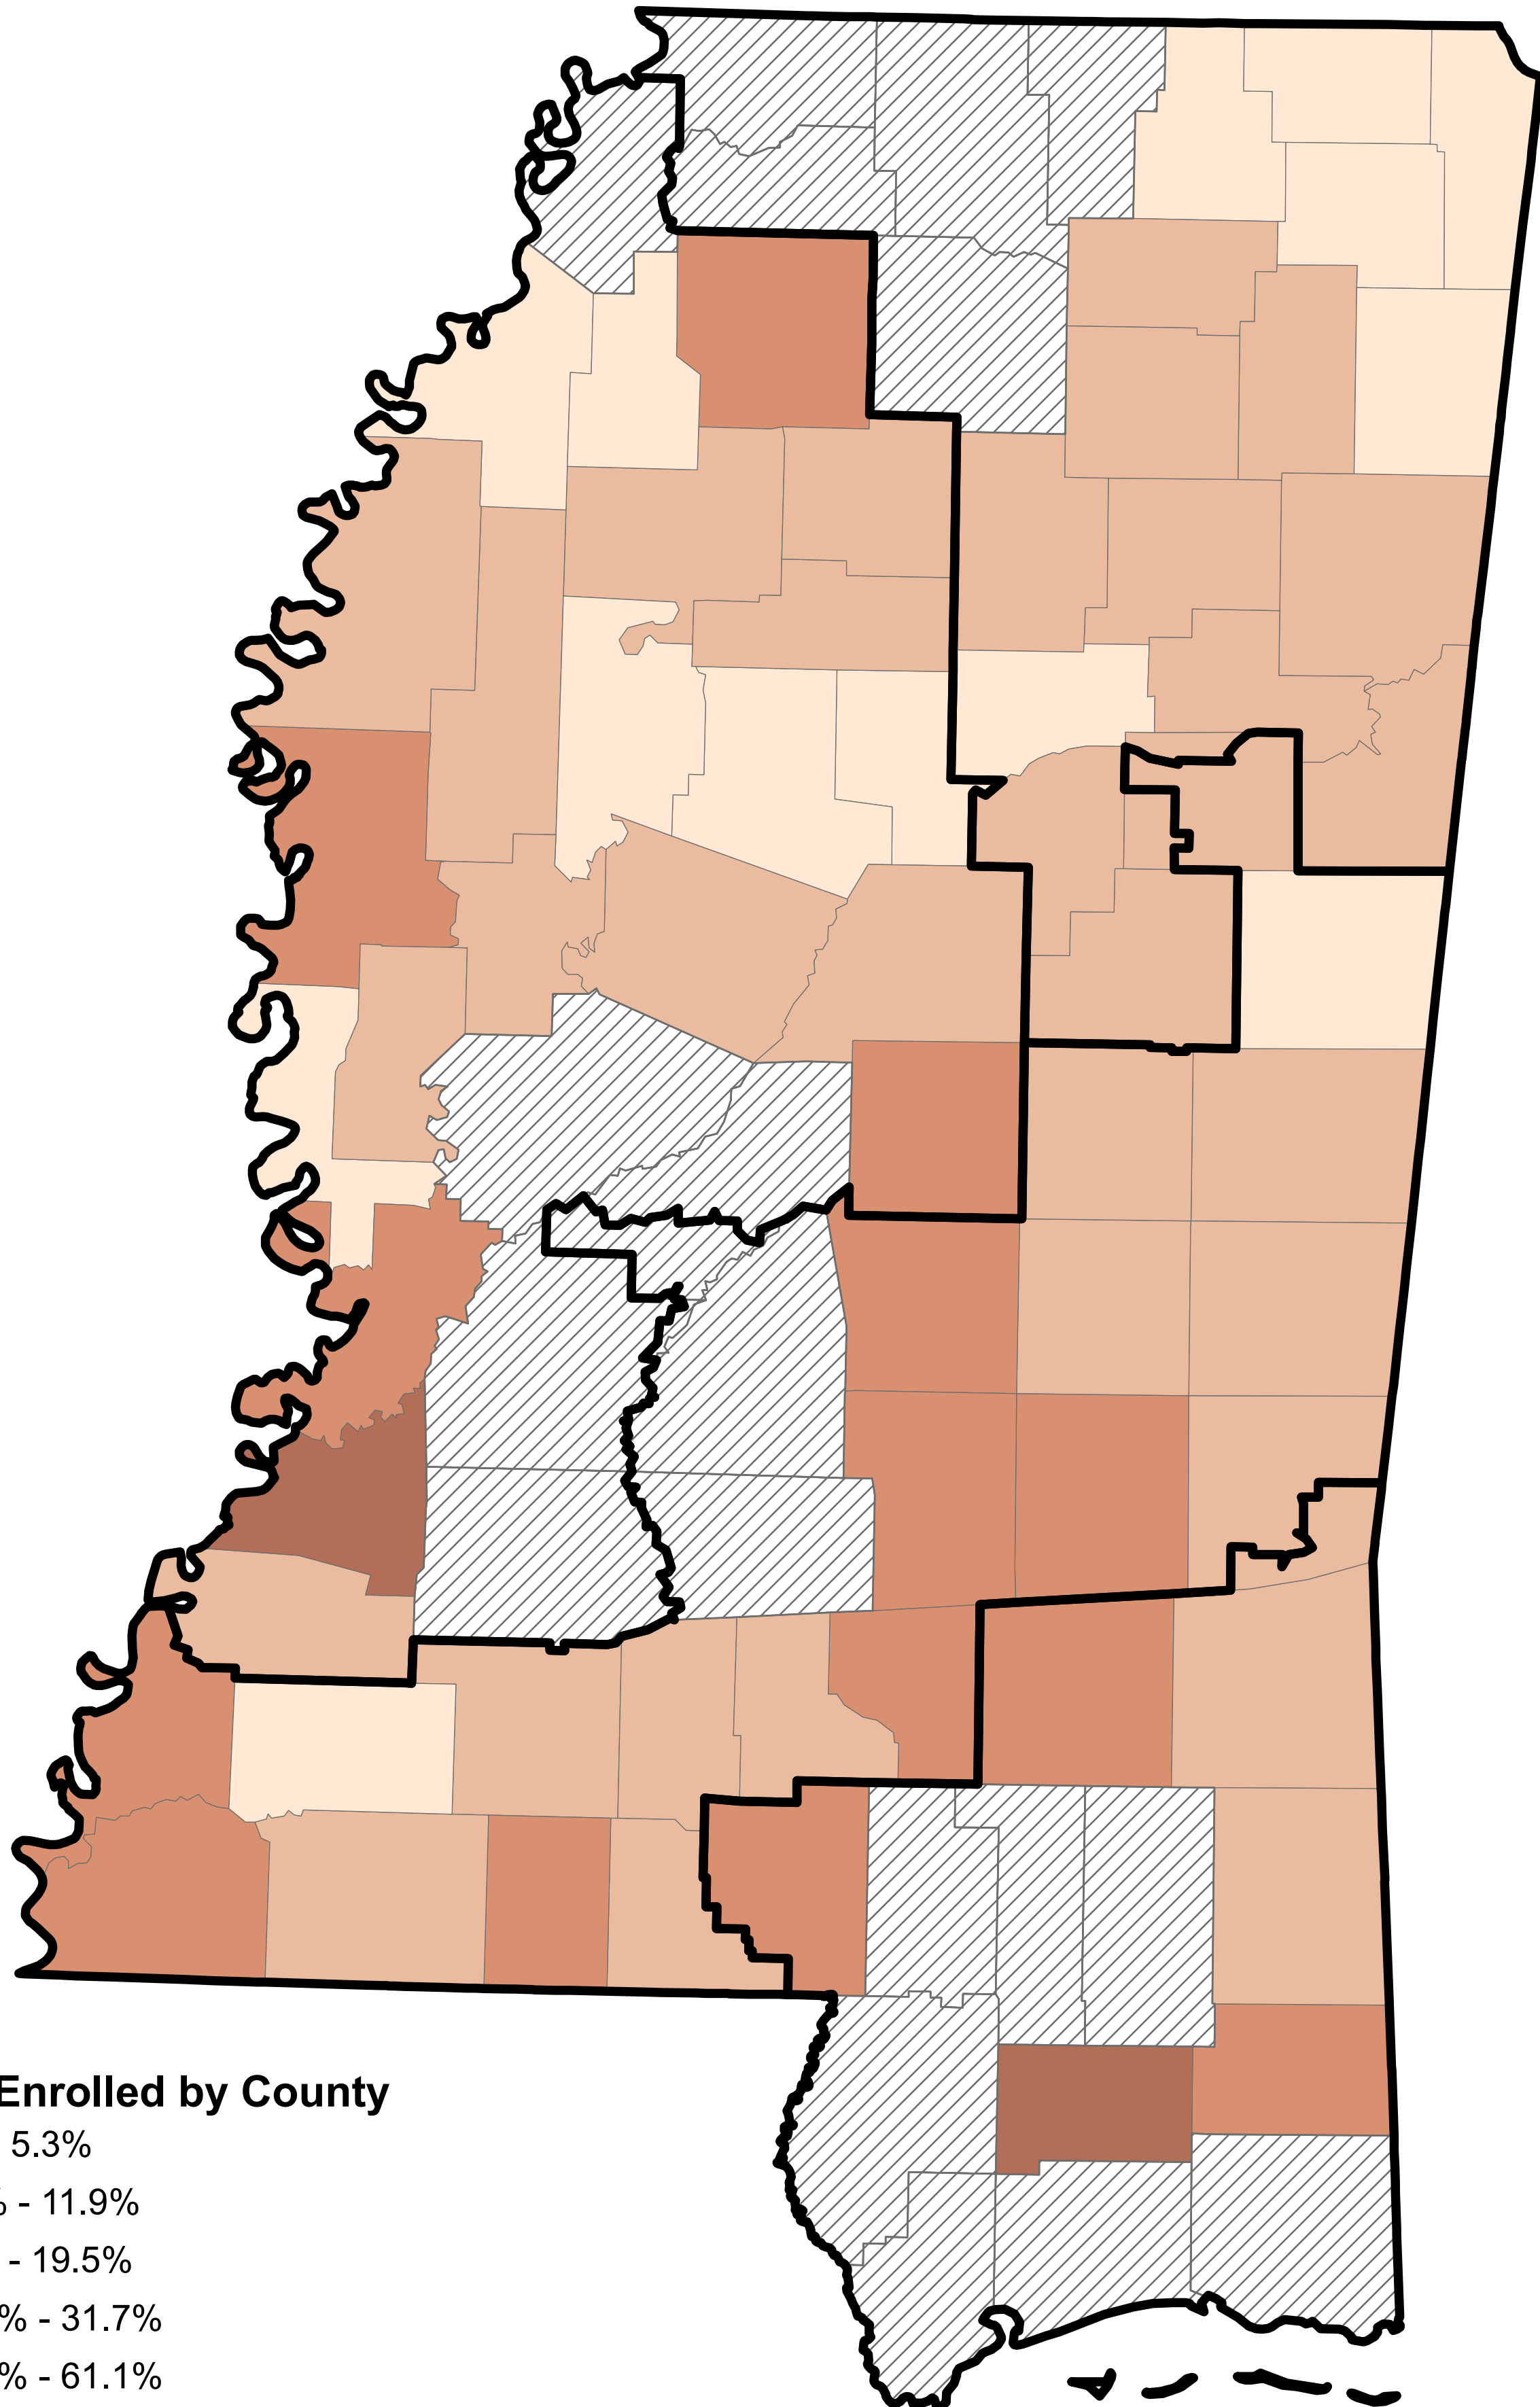 Enrolled by County
5.3%
% - 11.9%
- 19.5%
% - 31.7%
% - 61.1%